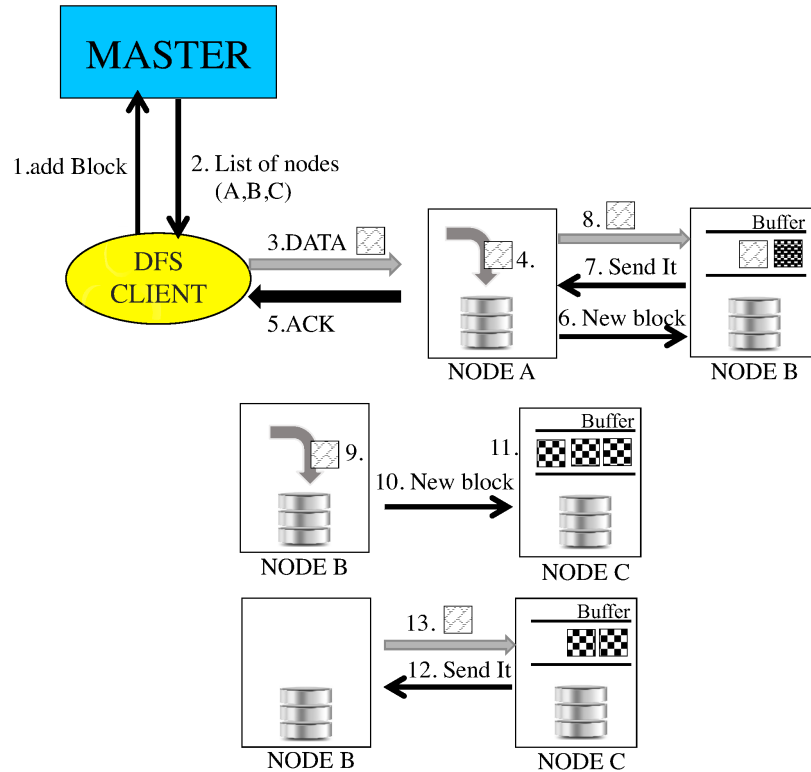 MASTER
1.add Block
2. List of nodes
(A,B,C)
DFS
CLIENT
3.DATA
5.ACK
4.
NODE A
8.
7. Send It
6. New block
Buffer
NODE B
9.
NODE B
10. New block
11.
Buffer
NODE C
13.
12. Send It
NODE B
Buffer
NODE C